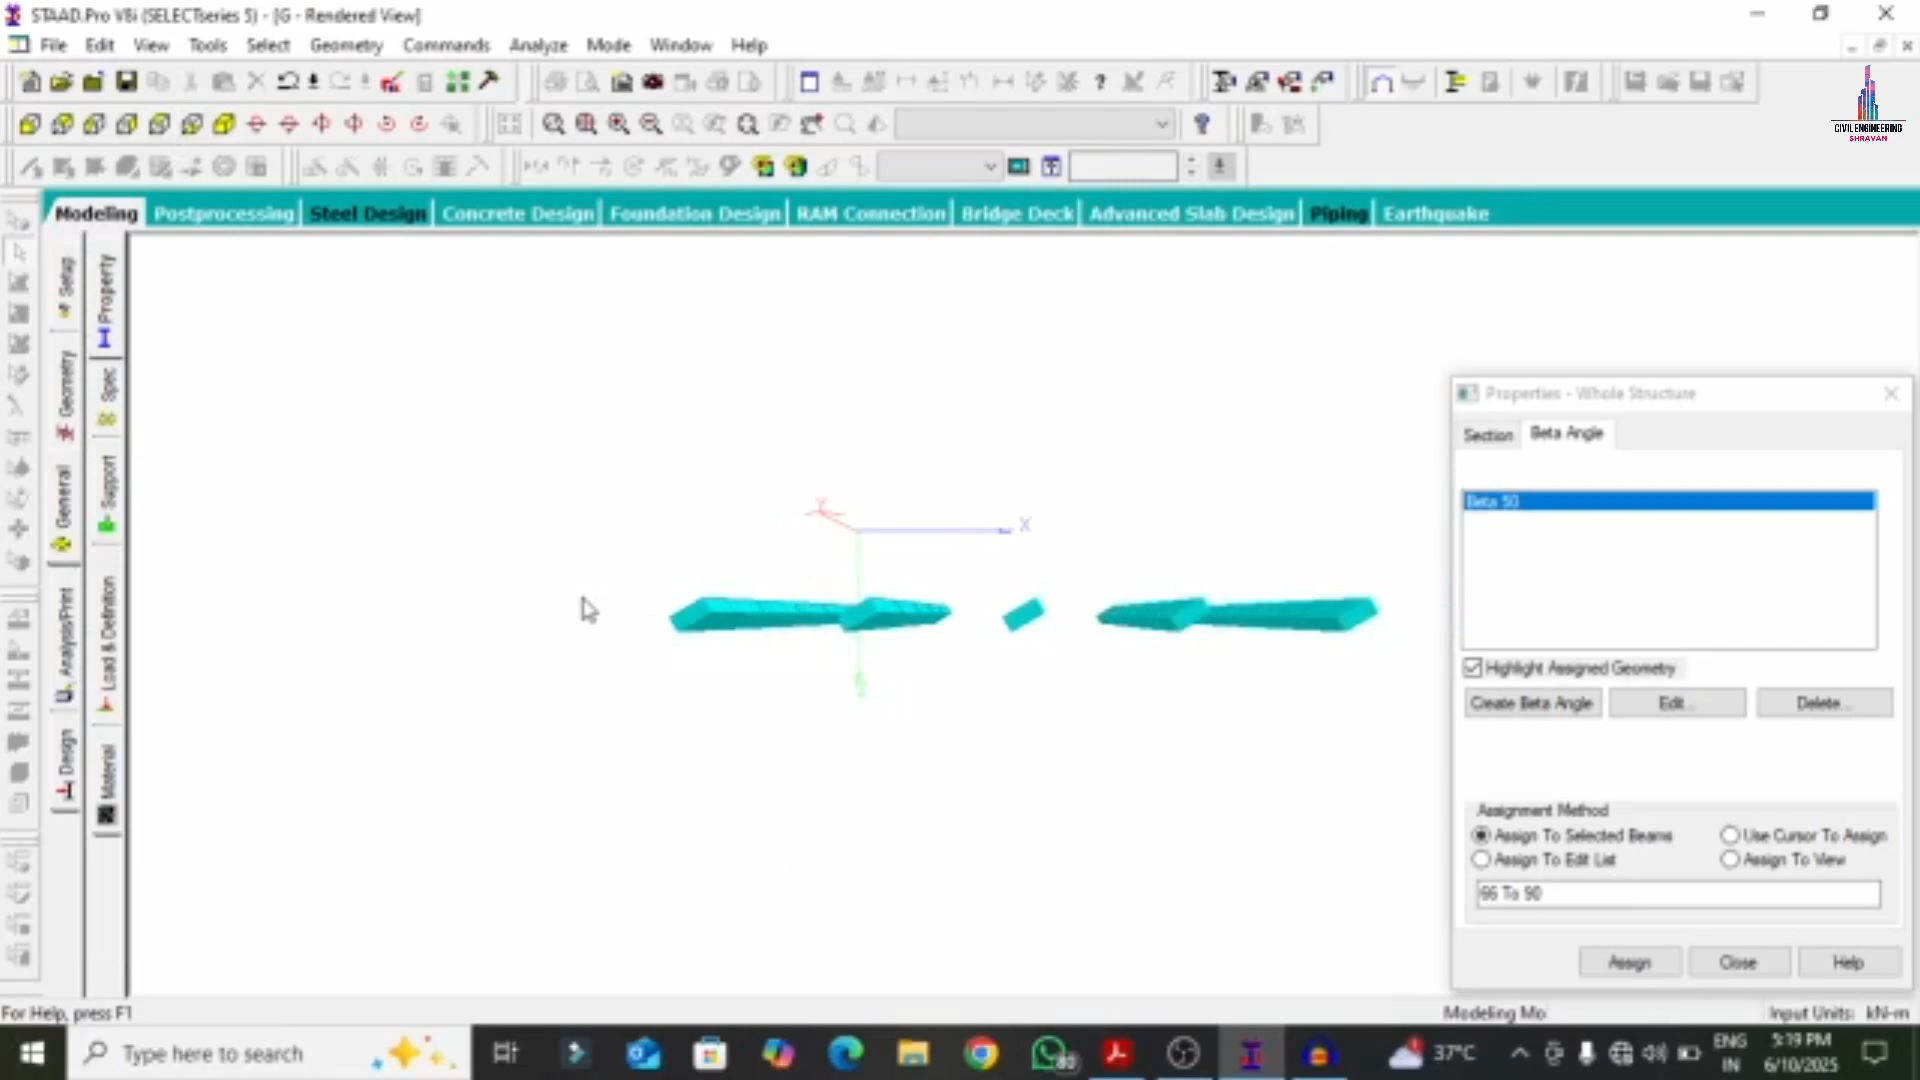 STAAD.Pro V8i (SELECTseries 5) - [G - Rendered View]
File Edit View Tools Select Geometry Commands Analyze Mode Window Help
CIVIL ENGINEERING
SHRAVAN
Modeling Postprocessing Steel Design Concrete Design Foundation Design RAM Connection Bridge Deck Advanced Slab Design Piping Earthquake
Setup
Geometry
General
Analysis/Print
Design
Property
Spec
Support
Load & Definition
Material
Y
X
Properties - Whole Structure
Section Beta Angle
Beta 50
Highlight Assigned Geometry
Create Beta Angle Edit... Delete...
Assignment Method
Assign To Selected Beams Use Cursor To Assign
Assign To Edit List Assign To View
66 To 90
Assign Close Help
For Help, press F1 Modeling Mo Input Units: kN-m
Type here to search 80 37°C ENG IN 5:19 PM 6/10/2025